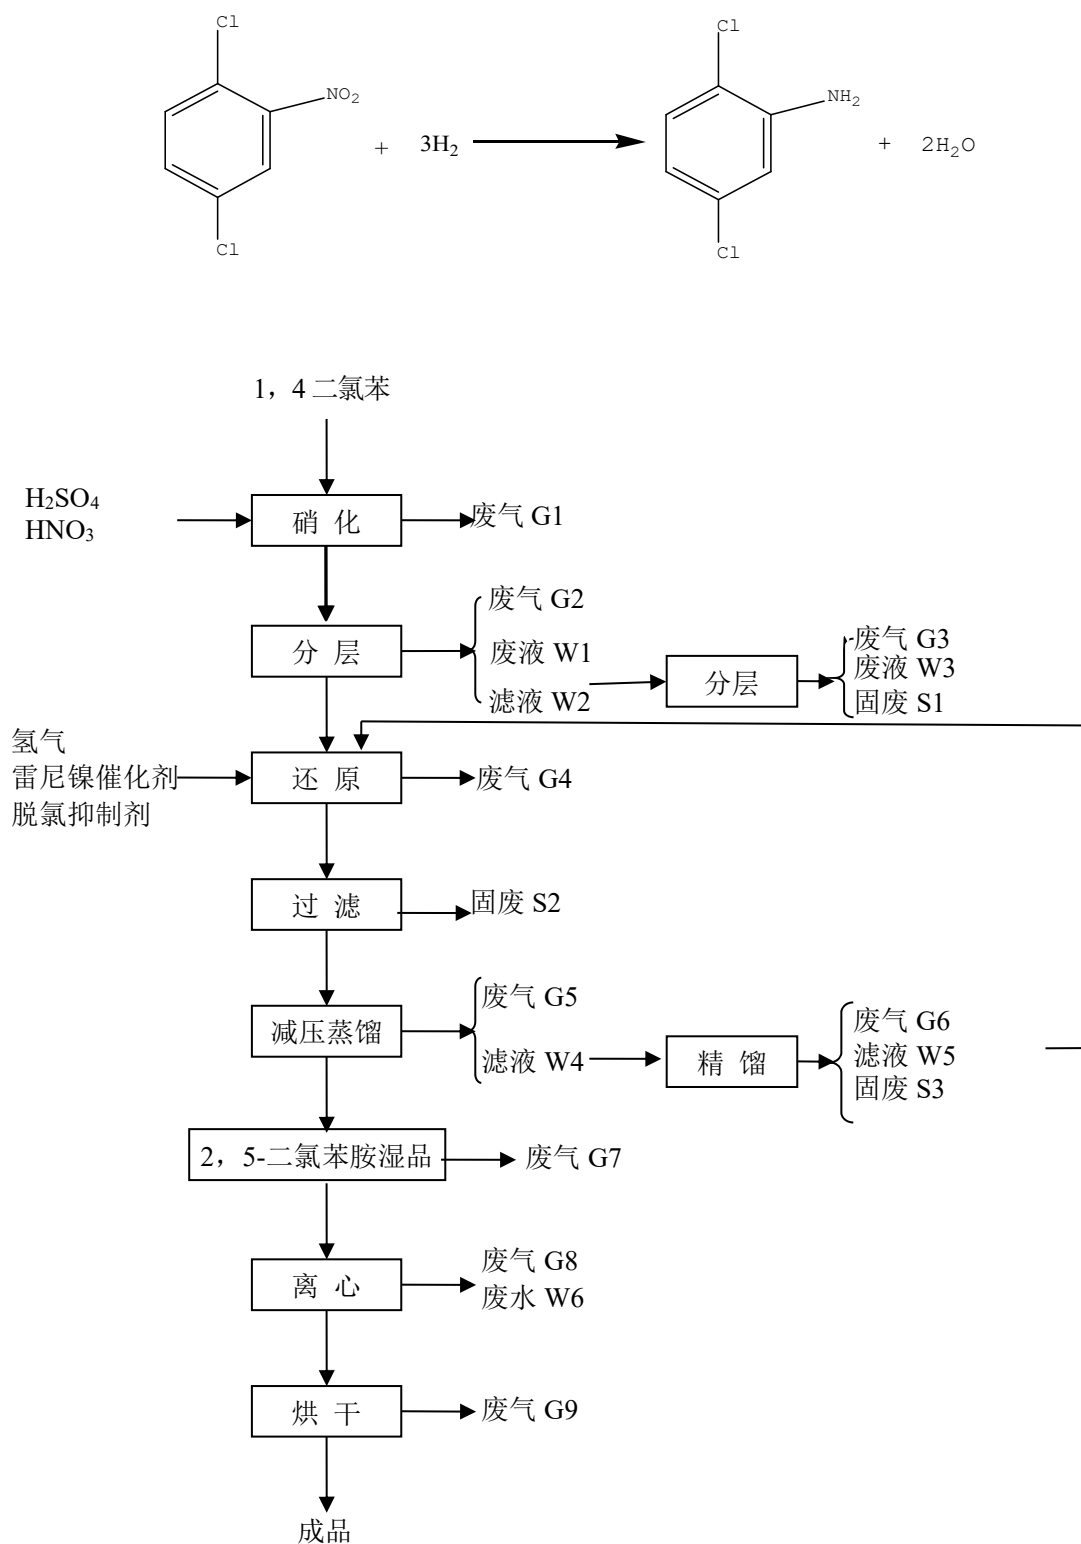 Cl
Cl
NO₂
NH₂
+ 3H₂
+ 2H₂O
Cl
Cl
1，4 二氯苯
H₂SO₄
HNO₃
硝 化
废气 G1
分 层
废气 G2
废液 W1
滤液 W2
分层
废气 G3
废液 W3
固废 S1
氢气
雷尼镍催化剂
脱氯抑制剂
还 原
废气 G4
过 滤
固废 S2
减压蒸馏
废气 G5
滤液 W4
精 馏
废气 G6
滤液 W5
固废 S3
2，5-二氯苯胺湿品
废气 G7
离 心
废气 G8
废水 W6
烘 干
废气 G9
成品